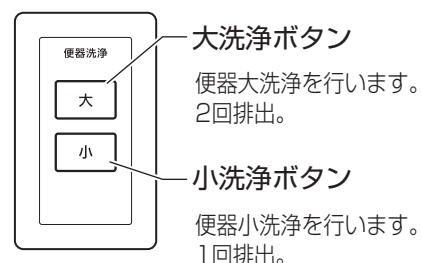 便器洗浄
大
小
大洗浄ボタン
便器大洗浄を行います。
2回排出。
小洗浄ボタン
便器小洗浄を行います。
1回排出。